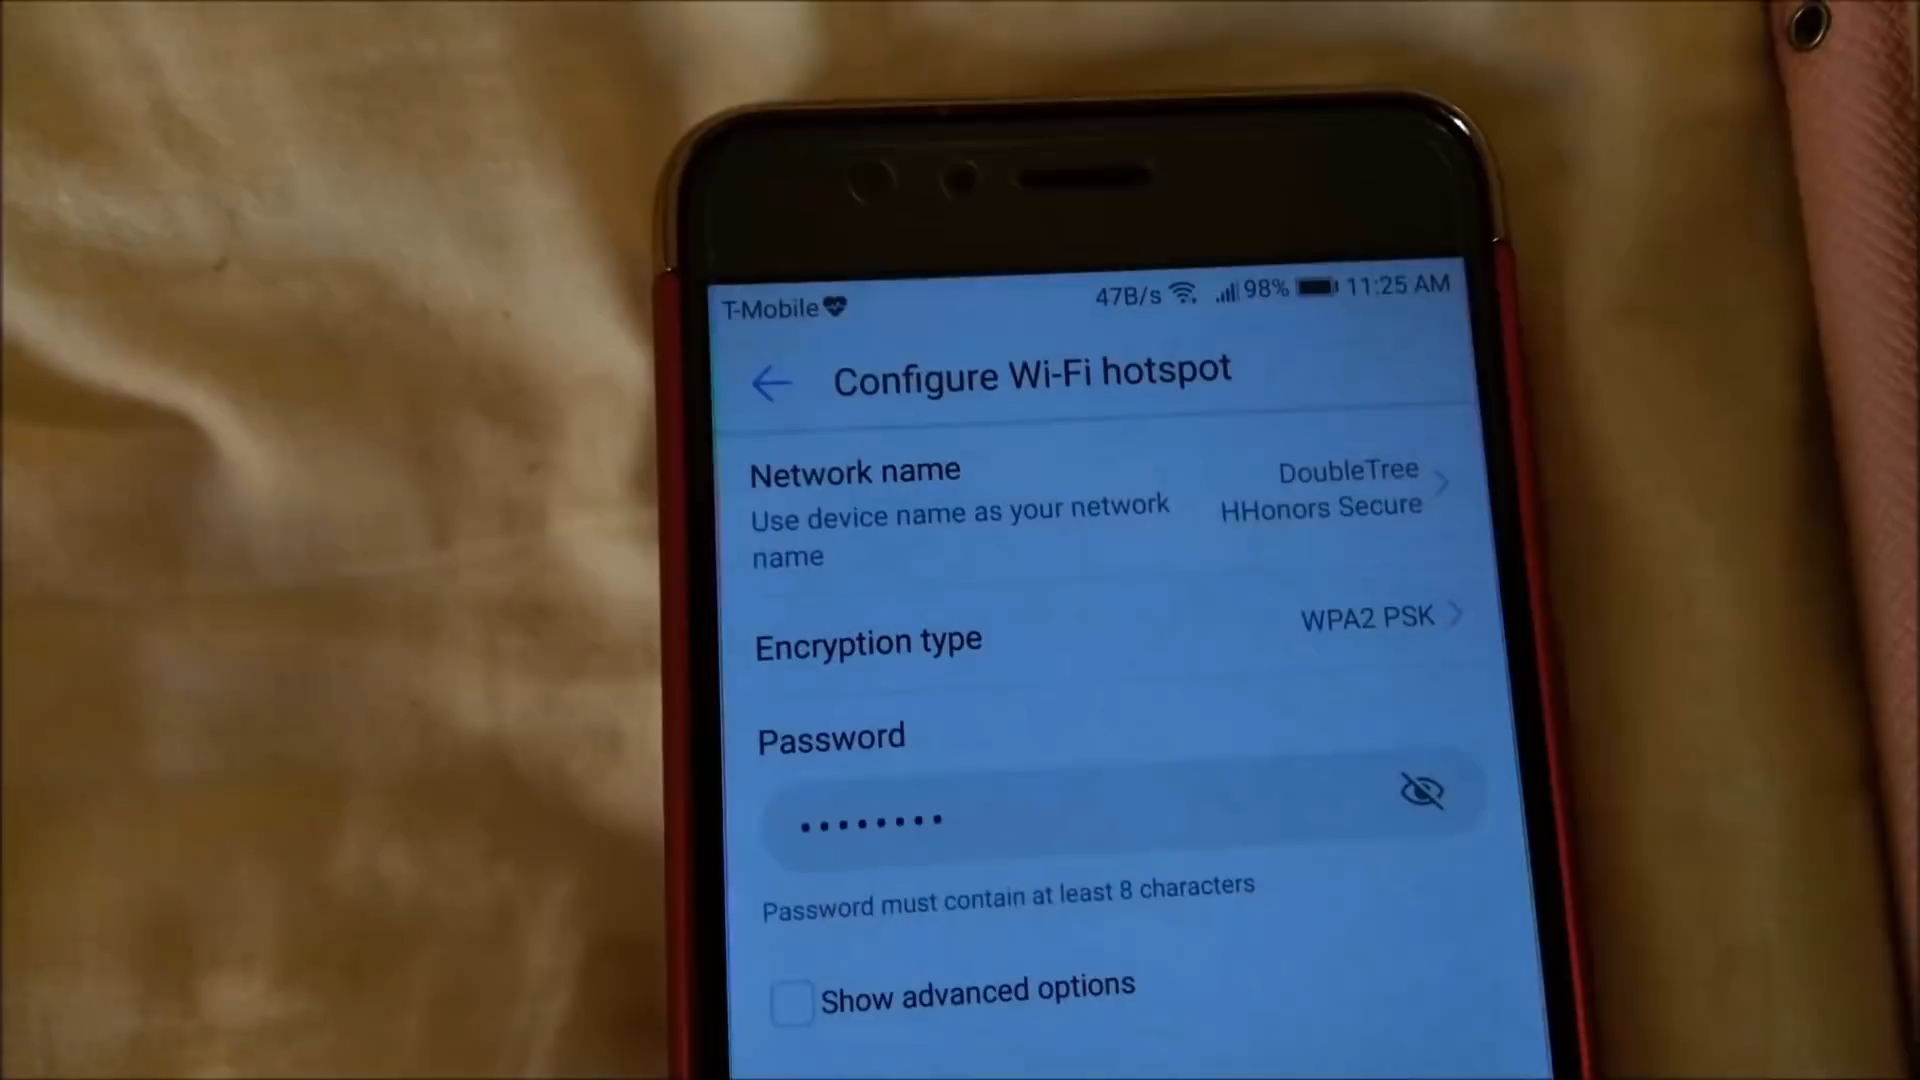 T-Mobile 47B/s 98% 11:25 AM
Configure Wi-Fi hotspot
Network name
Use device name as your network
name
DoubleTree
HHonors Secure
Encryption type
WPA2 PSK
Password
••••••••
Password must contain at least 8 characters
Show advanced options